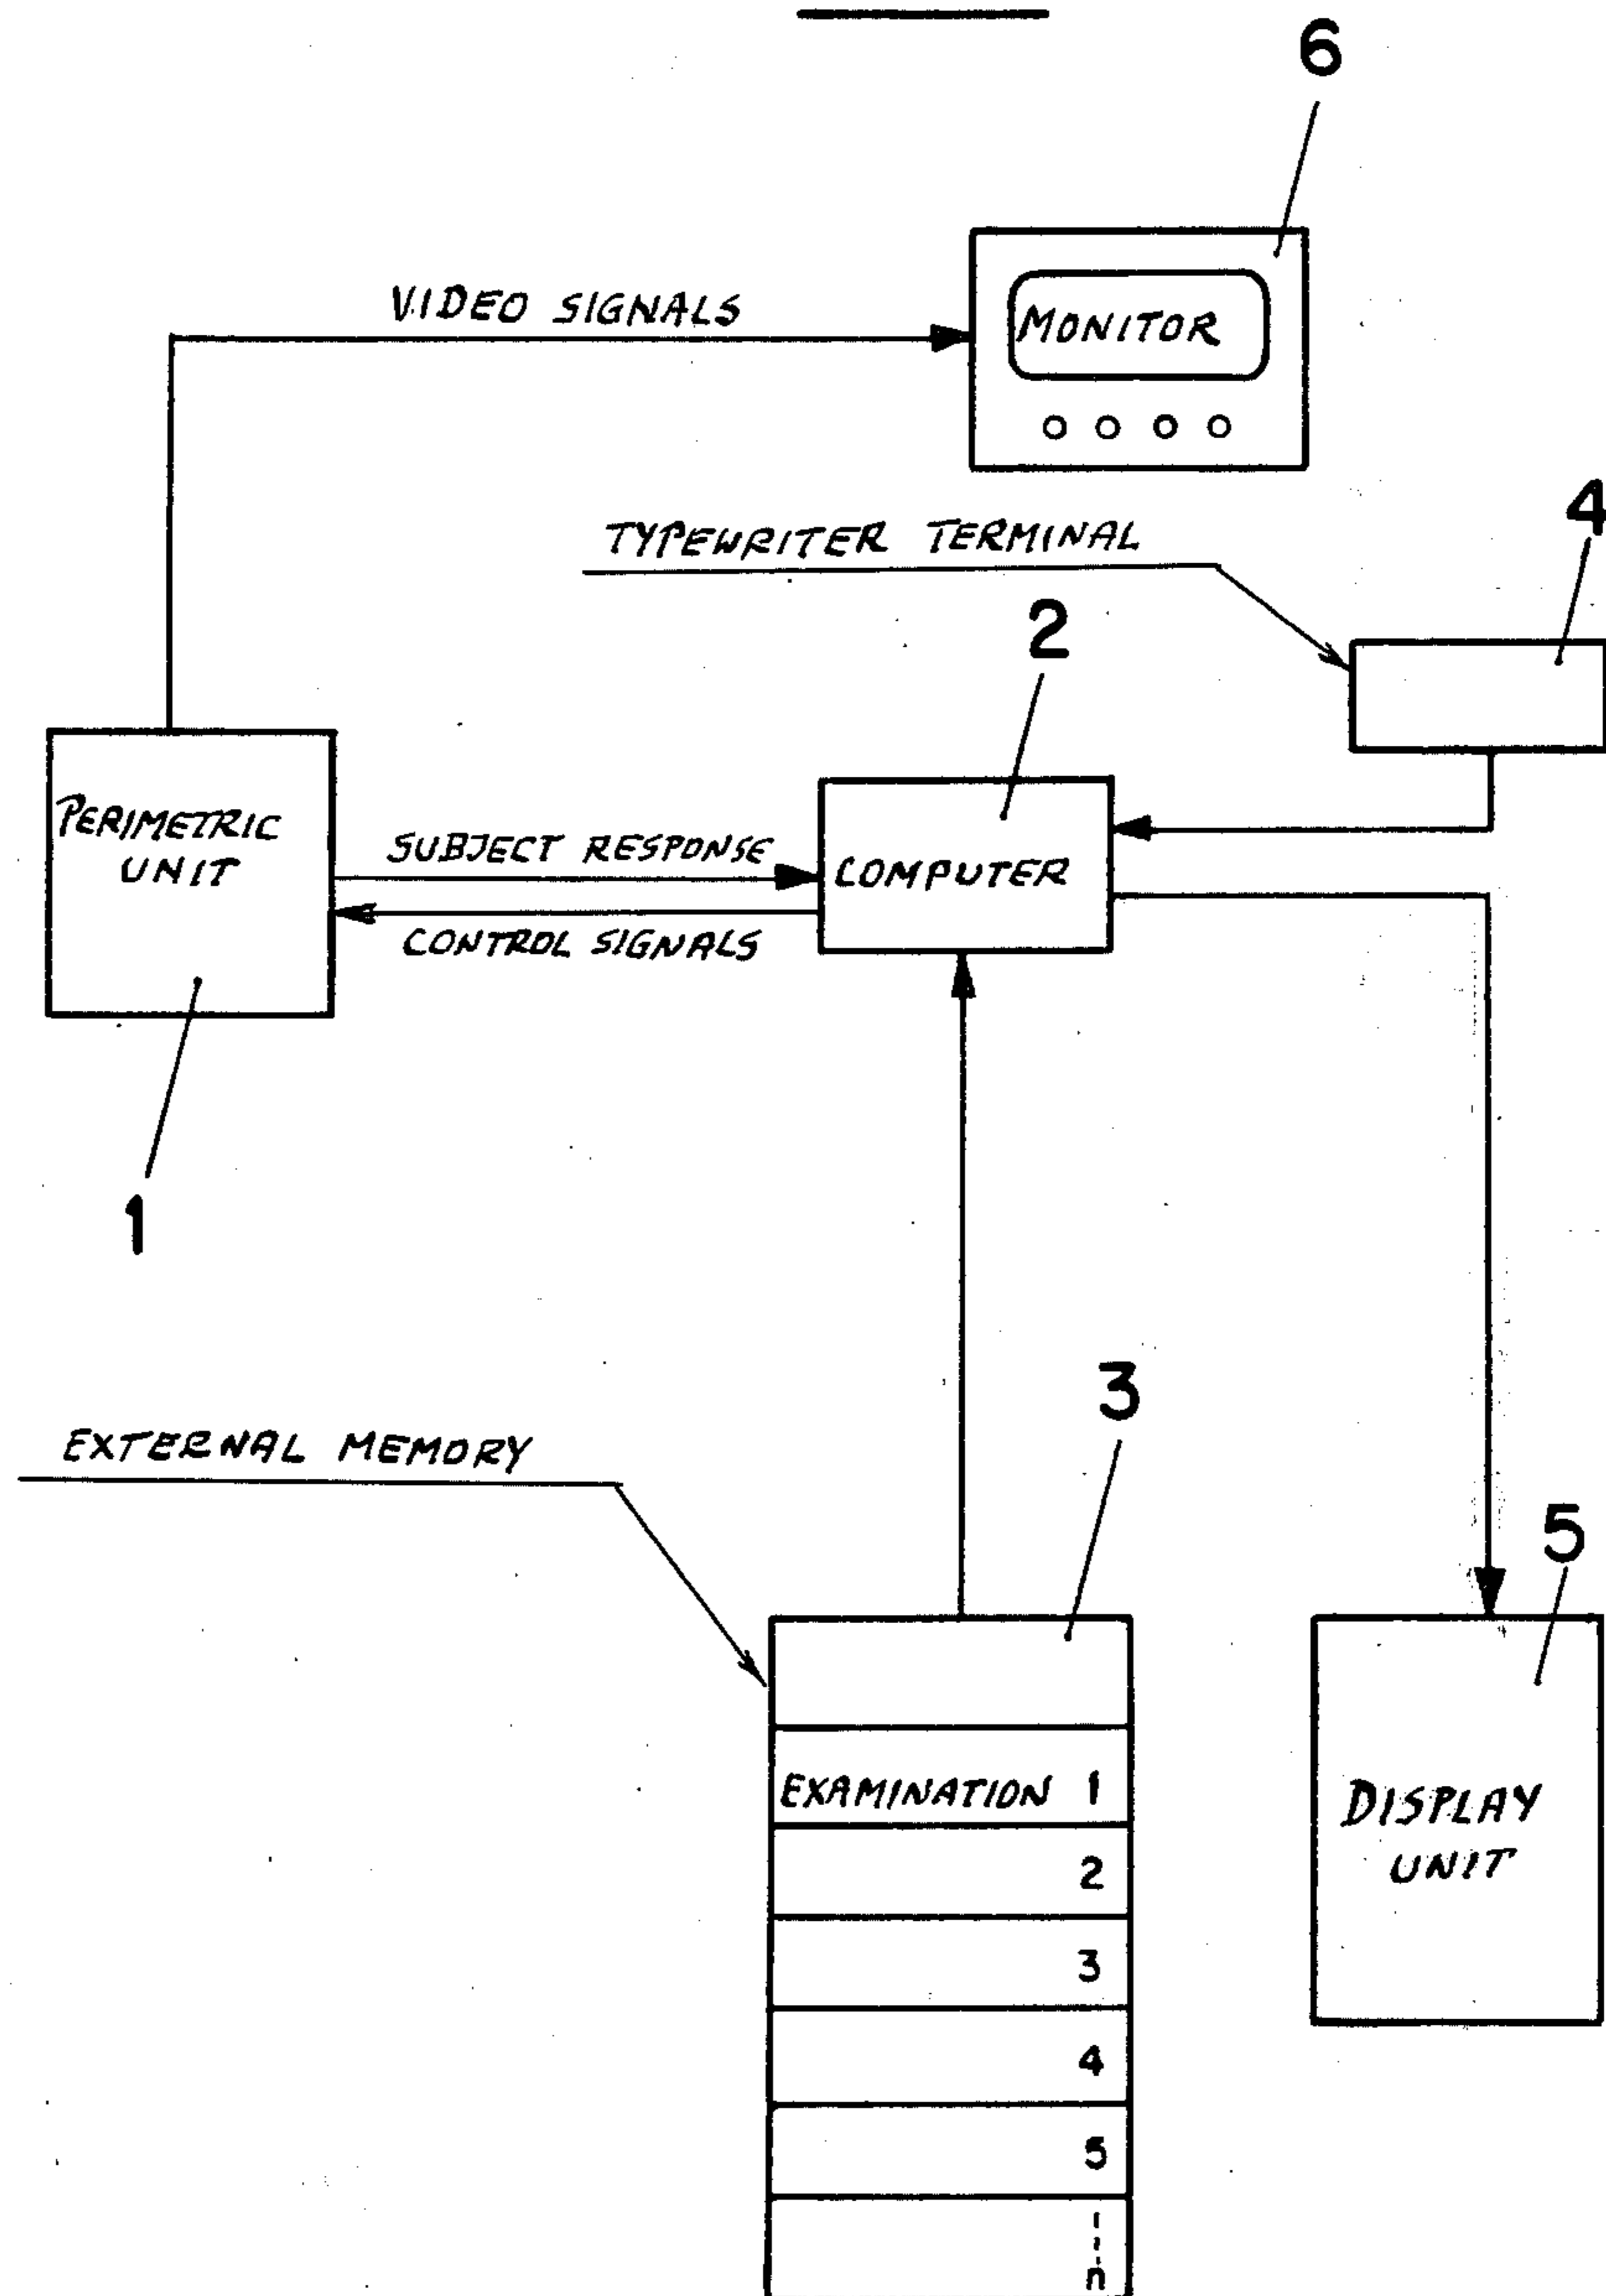 6
VIDEO SIGNALS
MONITOR
4
TYPEWRITER TERMINAL
2
PERIMETRIC
UNIT
SUBJECT RESPONSE
COMPUTER
CONTROL SIGNALS
1
3
EXTERNAL MEMORY
5
EXAMINATION 1
2
3
4
5
n
DISPLAY
UNIT